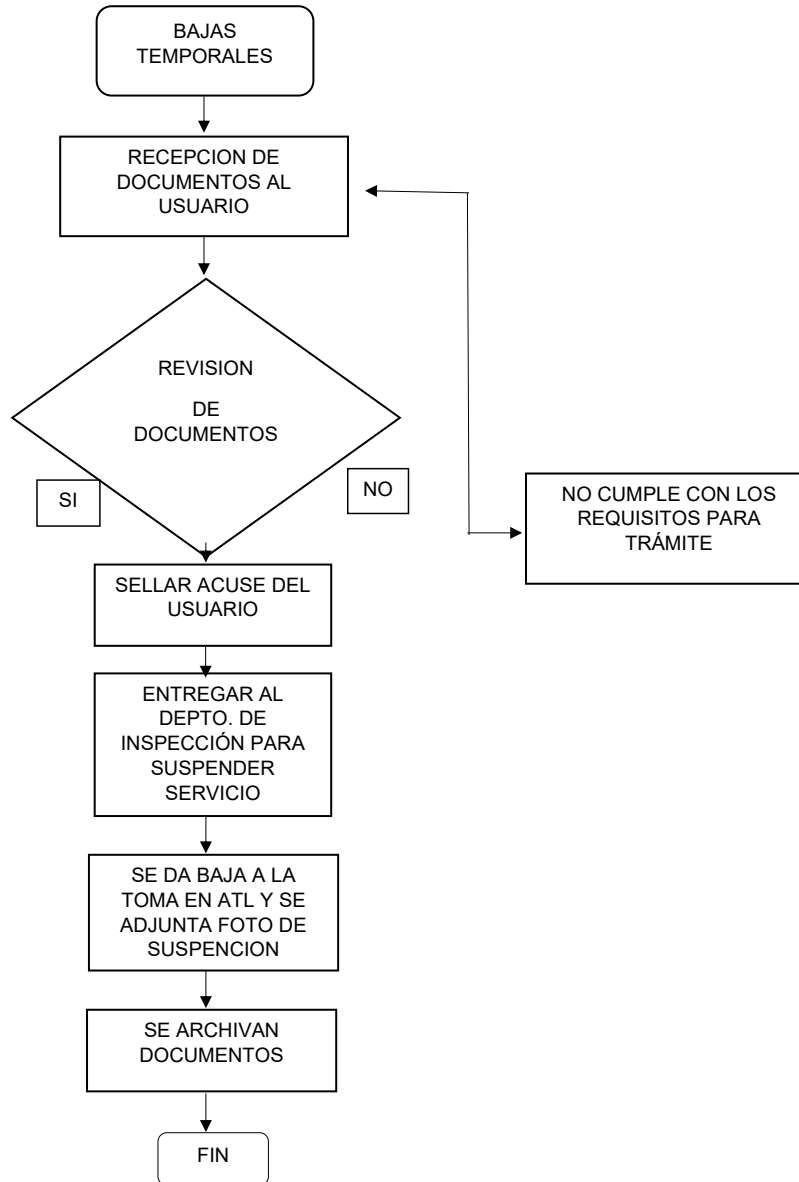 BAJAS
TEMPORALES
RECEPCION DE
DOCUMENTOS AL
USUARIO
REVISION
DE
DOCUMENTOS
SI
NO
NO CUMPLE CON LOS
REQUISITOS PARA
TRÁMITE
SELLAR ACUSE DEL
USUARIO
ENTREGAR AL
DEPTO. DE
INSPECCIÓN PARA
SUSPENDER
SERVICIO
SE DA BAJA A LA
TOMA EN ATL Y SE
ADJUNTA FOTO DE
SUSPENCION
SE ARCHIVAN
DOCUMENTOS
FIN